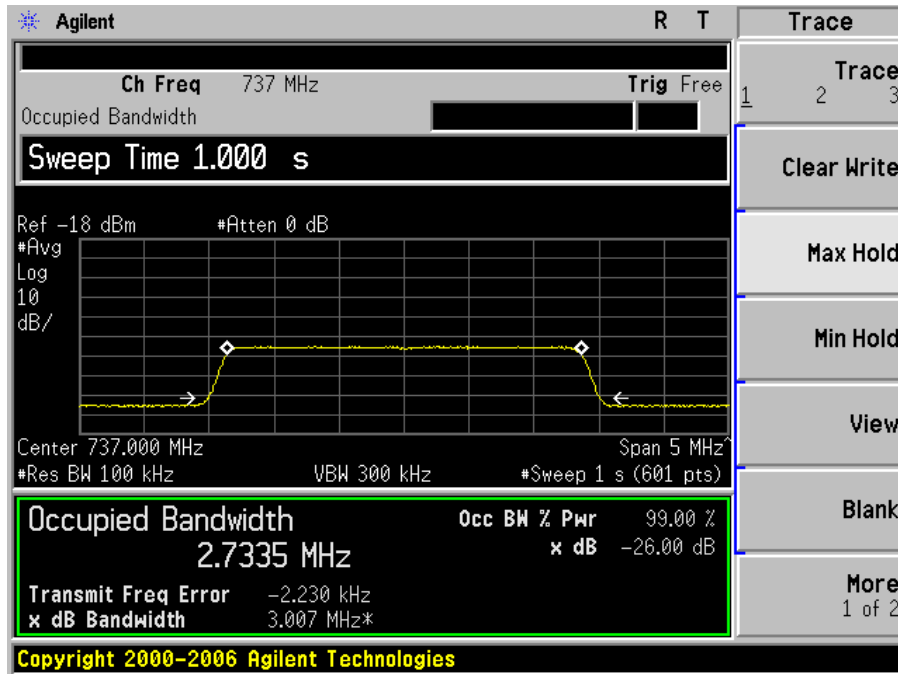 Agilent R T Trace
Ch Freq 737 MHz Trig Free
Occupied Bandwidth
Trace
1 2 3
Sweep Time 1.000 s
Clear Write
Ref -18 dBm #Atten 0 dB
#Avg
Log
10
dB/
Max Hold
Min Hold
Center 737.000 MHz Span 5 MHz^
#Res BW 100 kHz VBW 300 kHz #Sweep 1 s (601 pts)
View
Occupied Bandwidth
2.7335 MHz
Occ BW % Pwr 99.00 %
x dB -26.00 dB
Transmit Freq Error -2.230 kHz
x dB Bandwidth 3.007 MHz*
Blank
More
1 of 2
Copyright 2000-2006 Agilent Technologies